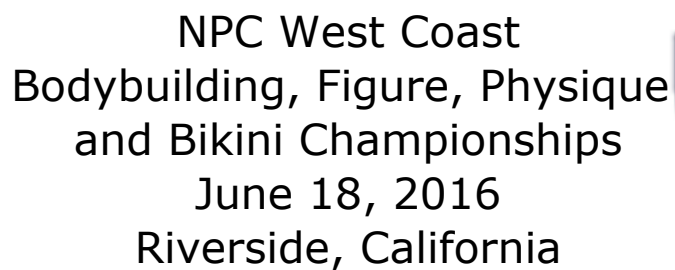 NPC West Coast
Bodybuilding, Figure, Physique
and Bikini Championships
June 18, 2016
Riverside, California